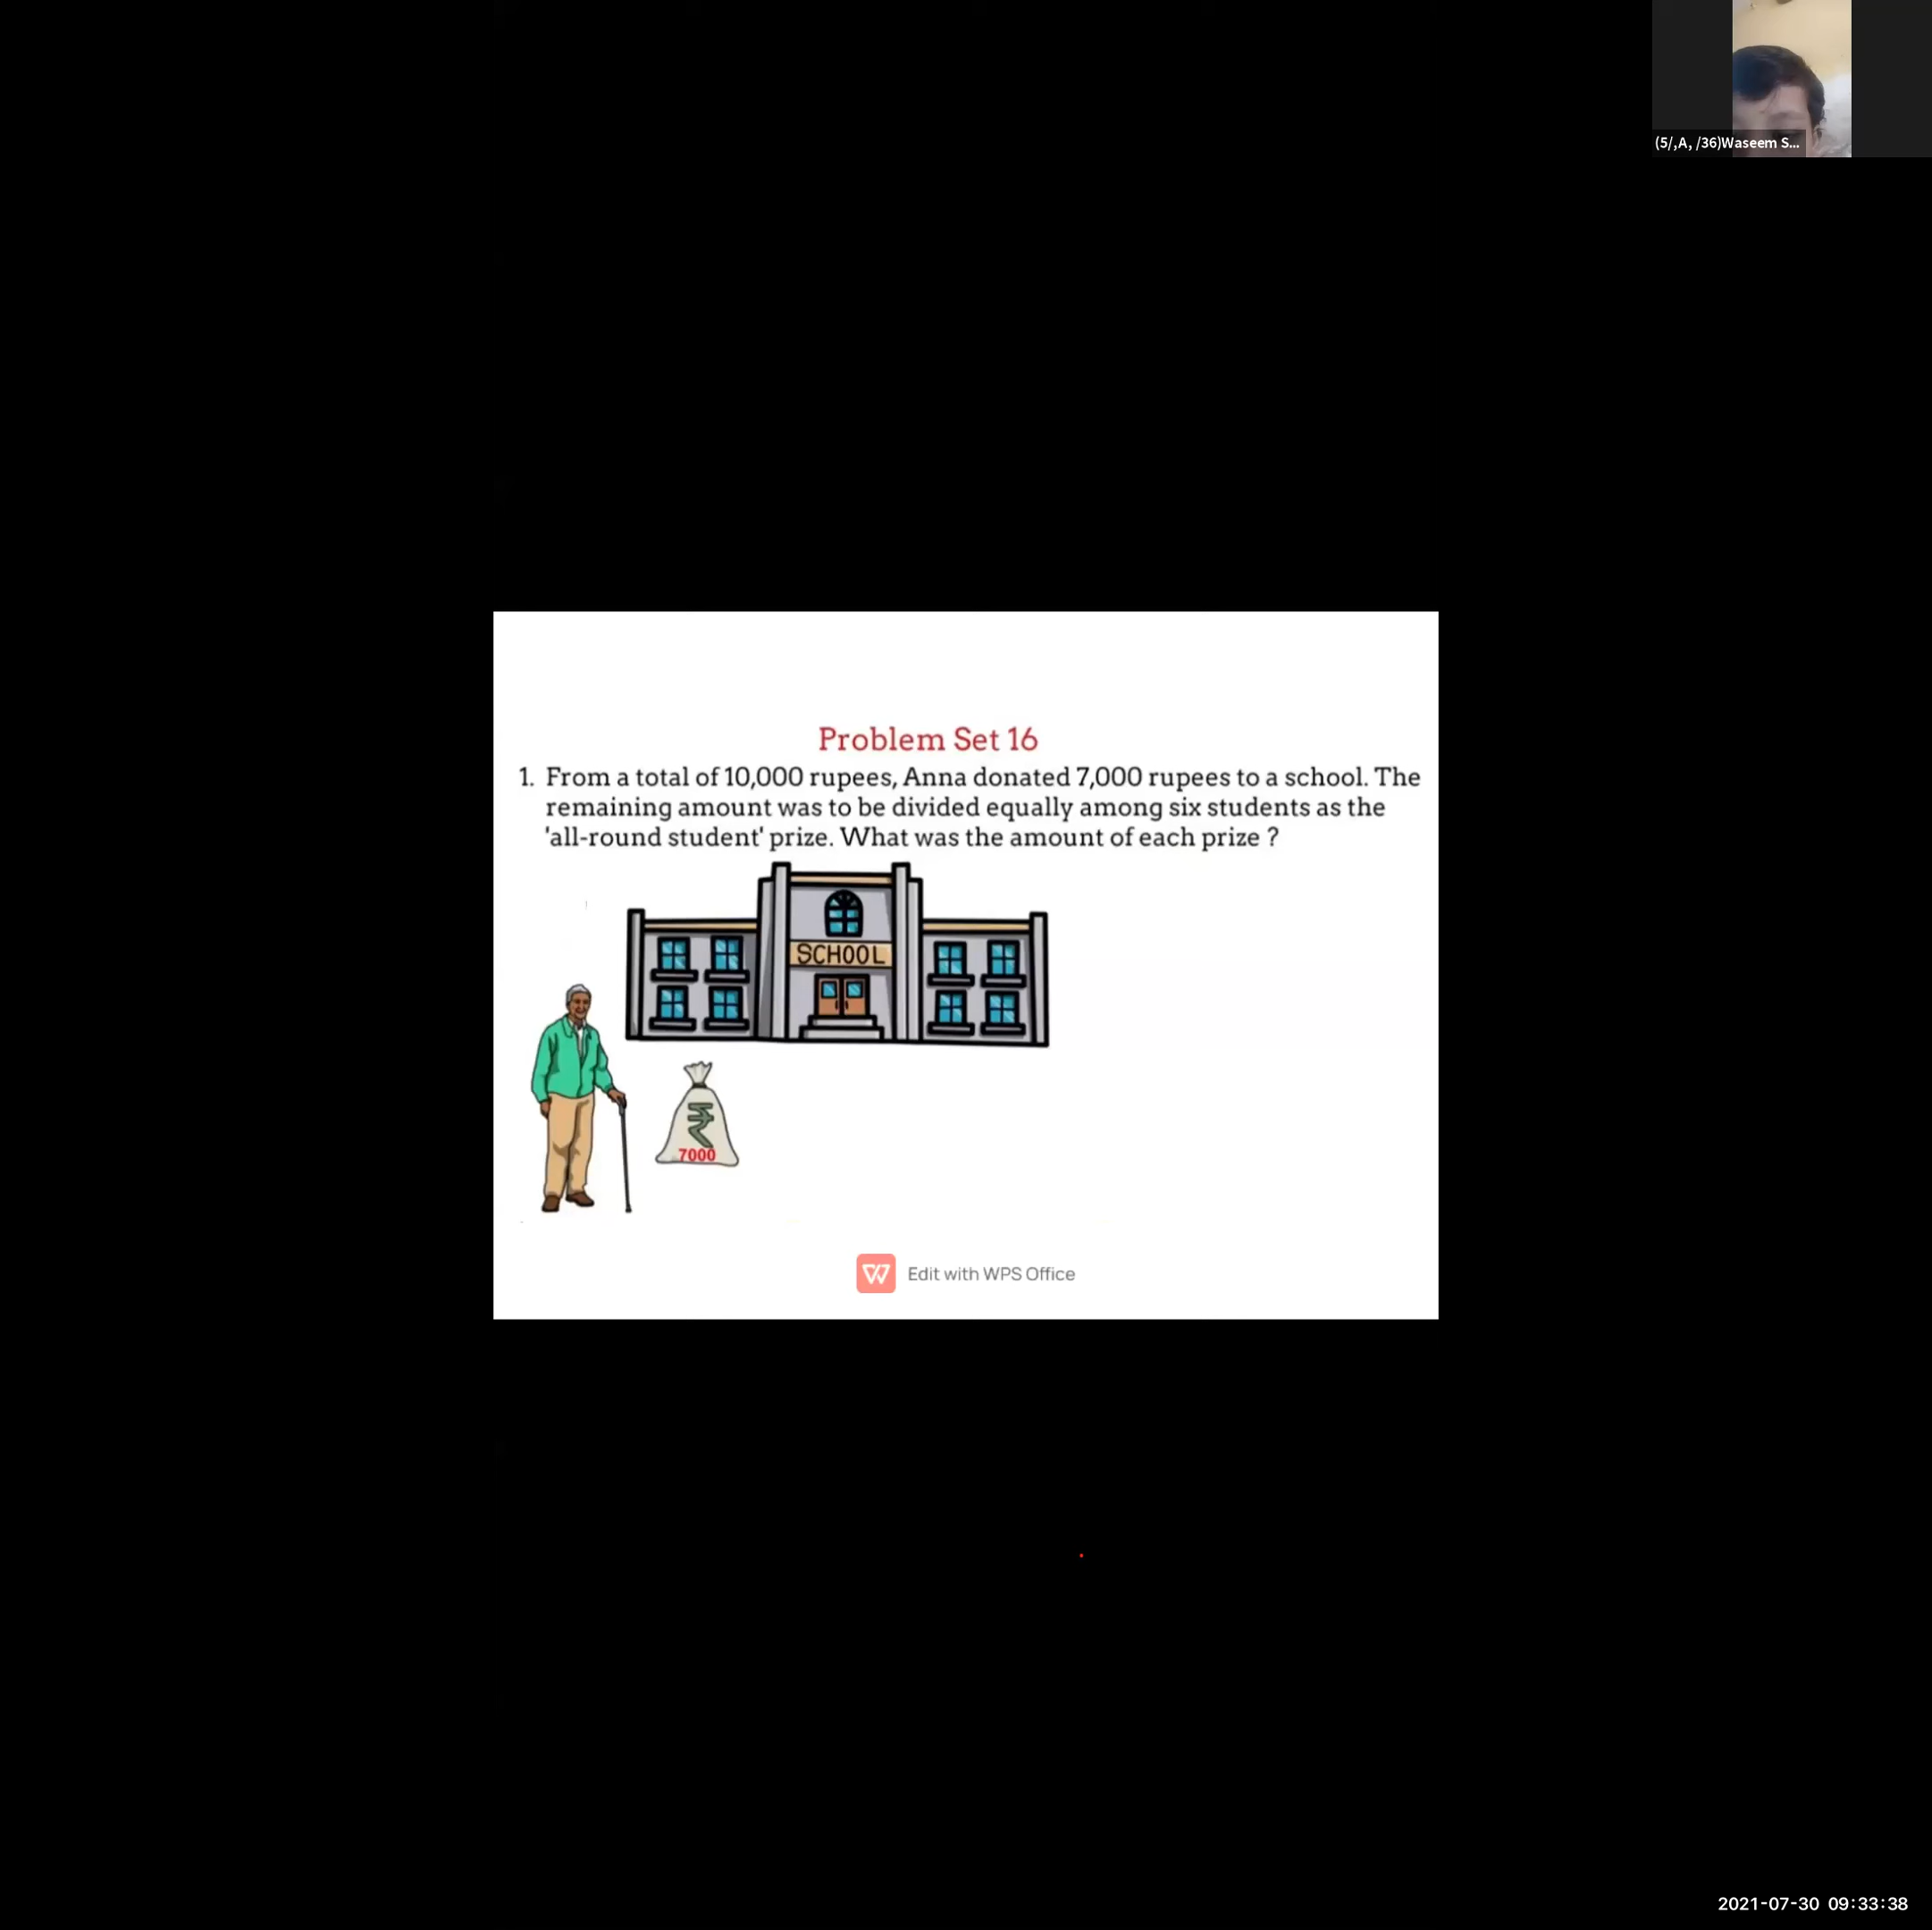 (5/,A, /36)Waseem S...
Problem Set 16
1. From a total of 10,000 rupees, Anna donated 7,000 rupees to a school. The
remaining amount was to be divided equally among six students as the
'all-round student' prize. What was the amount of each prize ?
SCHOOL
₹
7000
Edit with WPS Office
2021-07-30 09:33:38